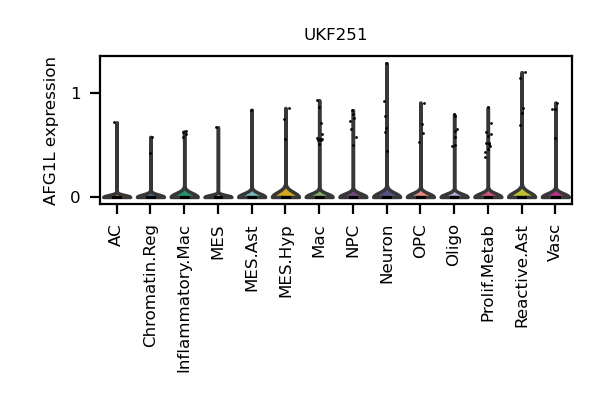 UKF251
AFG1L expression
1
0
AC
Chromatin.Reg
Inflammatory.Mac
MES
MES.Ast
MES.Hyp
Mac
NPC
Neuron
OPC
Oligo
Prolif.Metab
Reactive.Ast
Vasc